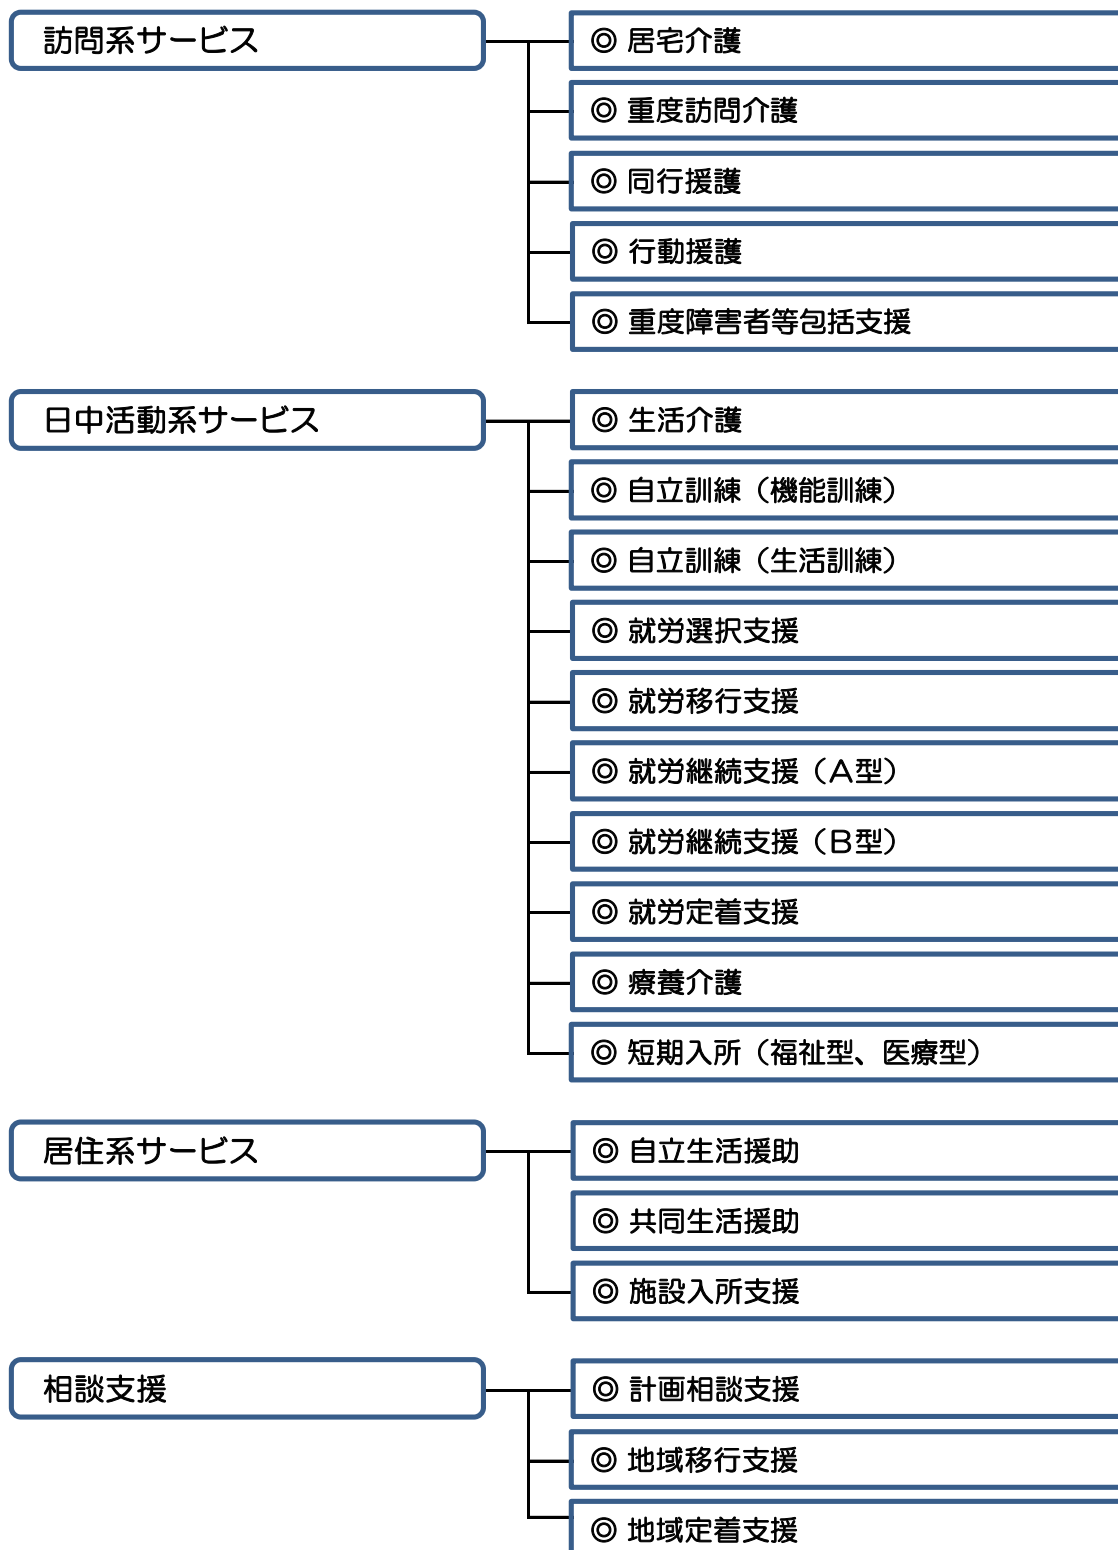 訪問系サービス
◎ 居宅介護
◎ 重度訪問介護
◎ 同行援護
◎ 行動援護
◎ 重度障害者等包括支援
日中活動系サービス
◎ 生活介護
◎ 自立訓練（機能訓練）
◎ 自立訓練（生活訓練）
◎ 就労選択支援
◎ 就労移行支援
◎ 就労継続支援（Ａ型）
◎ 就労継続支援（Ｂ型）
◎ 就労定着支援
◎ 療養介護
◎ 短期入所（福祉型、医療型）
居住系サービス
◎ 自立生活援助
◎ 共同生活援助
◎ 施設入所支援
相談支援
◎ 計画相談支援
◎ 地域移行支援
◎ 地域定着支援